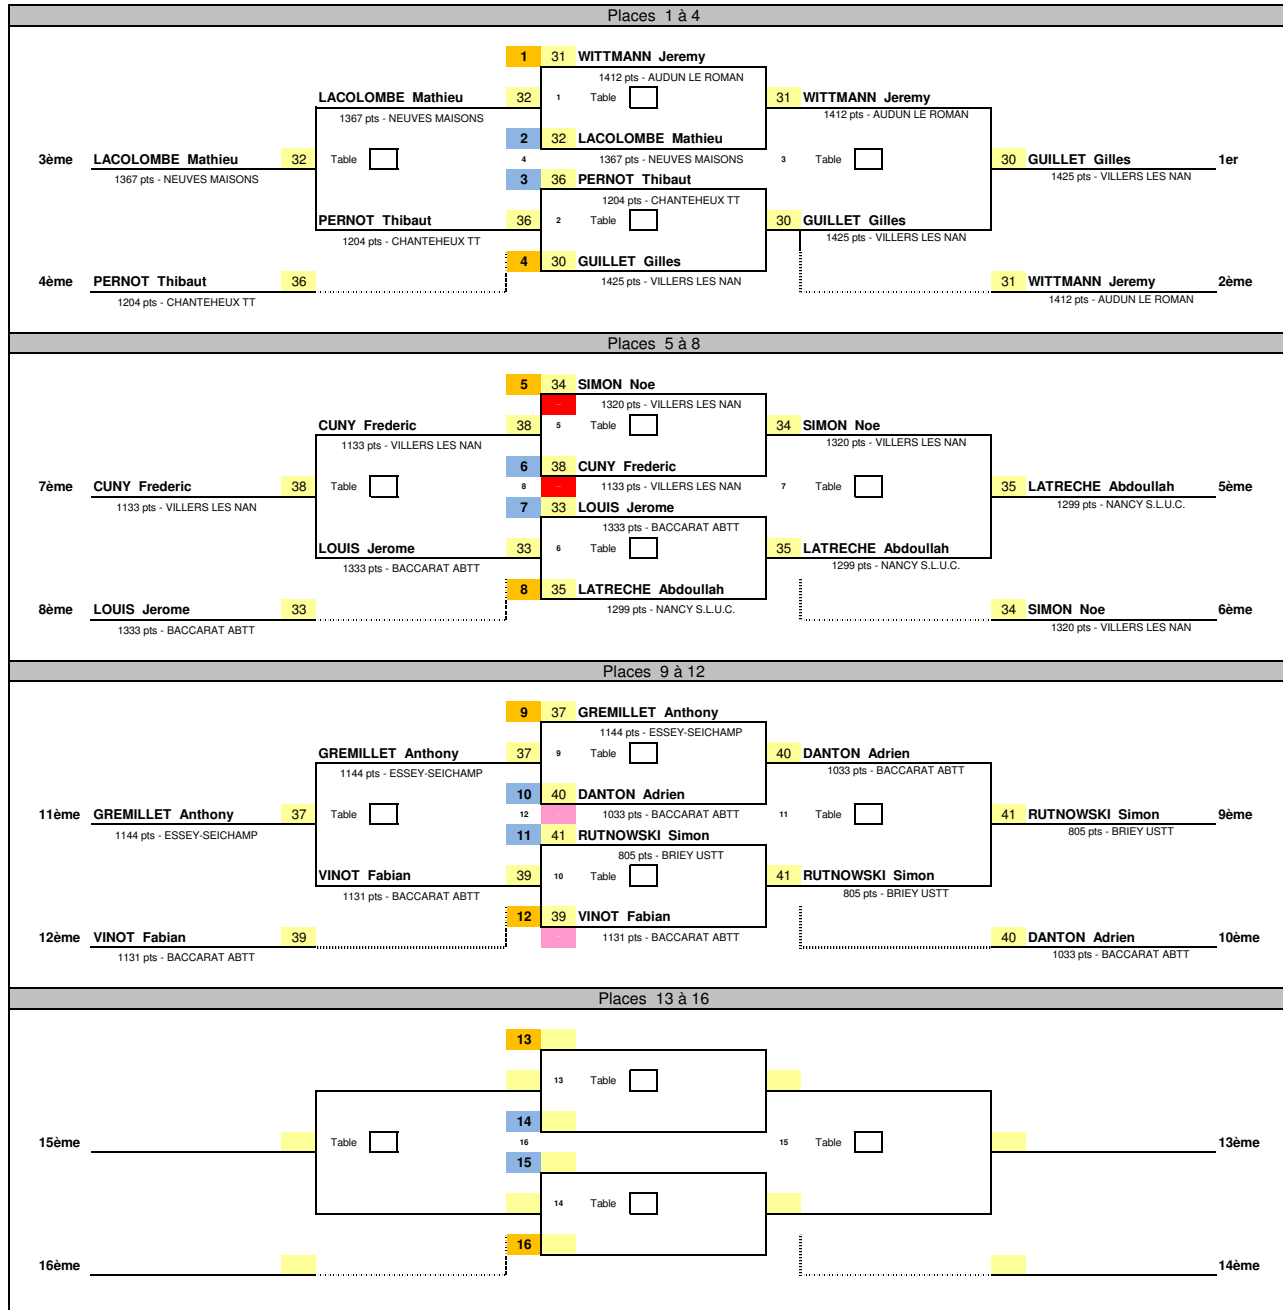 Places 1 à 4
1 31 WITTMANN Jeremy
1412 pts - AUDUN LE ROMAN
LACOLOMBE Mathieu 32 1 Table 31 WITTMANN Jeremy
1367 pts - NEUVES MAISONS 1412 pts - AUDUN LE ROMAN
2 32 LACOLOMBE Mathieu
3ème LACOLOMBE Mathieu 32 Table 4 1367 pts - NEUVES MAISONS 3 Table 30 GUILLET Gilles 1er
1367 pts - NEUVES MAISONS 3 36 PERNOT Thibaut 1425 pts - VILLERS LES NAN
1204 pts - CHANTEHEUX TT
PERNOT Thibaut 36 2 Table 30 GUILLET Gilles
1204 pts - CHANTEHEUX TT 1425 pts - VILLERS LES NAN
4 30 GUILLET Gilles
4ème PERNOT Thibaut 36 1425 pts - VILLERS LES NAN 31 WITTMANN Jeremy 2ème
1204 pts - CHANTEHEUX TT 1412 pts - AUDUN LE ROMAN
Places 5 à 8
5 34 SIMON Noe
1320 pts - VILLERS LES NAN
CUNY Frederic 38 5 Table 34 SIMON Noe
1133 pts - VILLERS LES NAN 1320 pts - VILLERS LES NAN
6 38 CUNY Frederic
7ème CUNY Frederic 38 Table 8 1133 pts - VILLERS LES NAN 7 Table 35 LATRECHE Abdoullah 5ème
1133 pts - VILLERS LES NAN 7 33 LOUIS Jerome 1299 pts - NANCY S.L.U.C.
1333 pts - BACCARAT ABTT
LOUIS Jerome 33 6 Table 35 LATRECHE Abdoullah
1333 pts - BACCARAT ABTT 1299 pts - NANCY S.L.U.C.
8 35 LATRECHE Abdoullah
8ème LOUIS Jerome 33 1299 pts - NANCY S.L.U.C. 34 SIMON Noe 6ème
1333 pts - BACCARAT ABTT 1320 pts - VILLERS LES NAN
Places 9 à 12
9 37 GREMILLET Anthony
1144 pts - ESSEY-SEICHAMP
GREMILLET Anthony 37 9 Table 40 DANTON Adrien
1144 pts - ESSEY-SEICHAMP 1033 pts - BACCARAT ABTT
10 40 DANTON Adrien
11ème GREMILLET Anthony 37 Table 12 1033 pts - BACCARAT ABTT 11 Table 41 RUTNOWSKI Simon 9ème
1144 pts - ESSEY-SEICHAMP 11 41 RUTNOWSKI Simon 805 pts - BRIEY USTT
805 pts - BRIEY USTT
VINOT Fabian 39 10 Table 41 RUTNOWSKI Simon
1131 pts - BACCARAT ABTT 805 pts - BRIEY USTT
12 39 VINOT Fabian
12ème VINOT Fabian 39 1131 pts - BACCARAT ABTT 40 DANTON Adrien 10ème
1131 pts - BACCARAT ABTT 1033 pts - BACCARAT ABTT
Places 13 à 16
13
13 Table
14
15ème Table 16 15 Table 13ème
15
14 Table
16
16ème 14ème